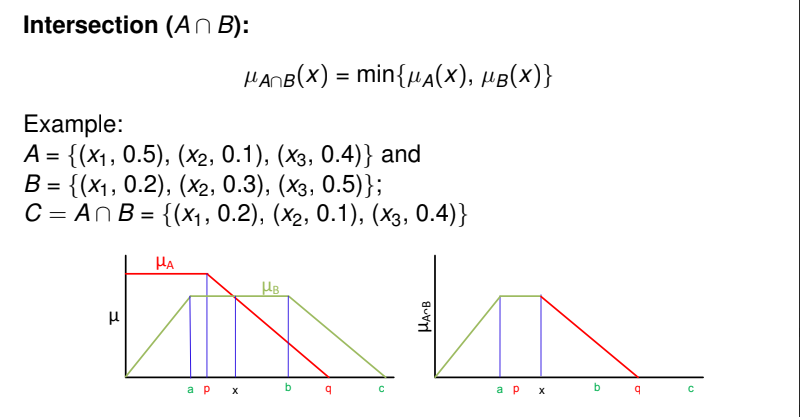 Intersection (A ∩ B):
μA∩B(x) = min{μA(x), μB(x)}
Example:
A = {(x1, 0.5), (x2, 0.1), (x3, 0.4)} and
B = {(x1, 0.2), (x2, 0.3), (x3, 0.5)};
C = A ∩ B = {(x1, 0.2), (x2, 0.1), (x3, 0.4)}
μA
μB
μ
a p x b q c
μA∩B
a p x b q c